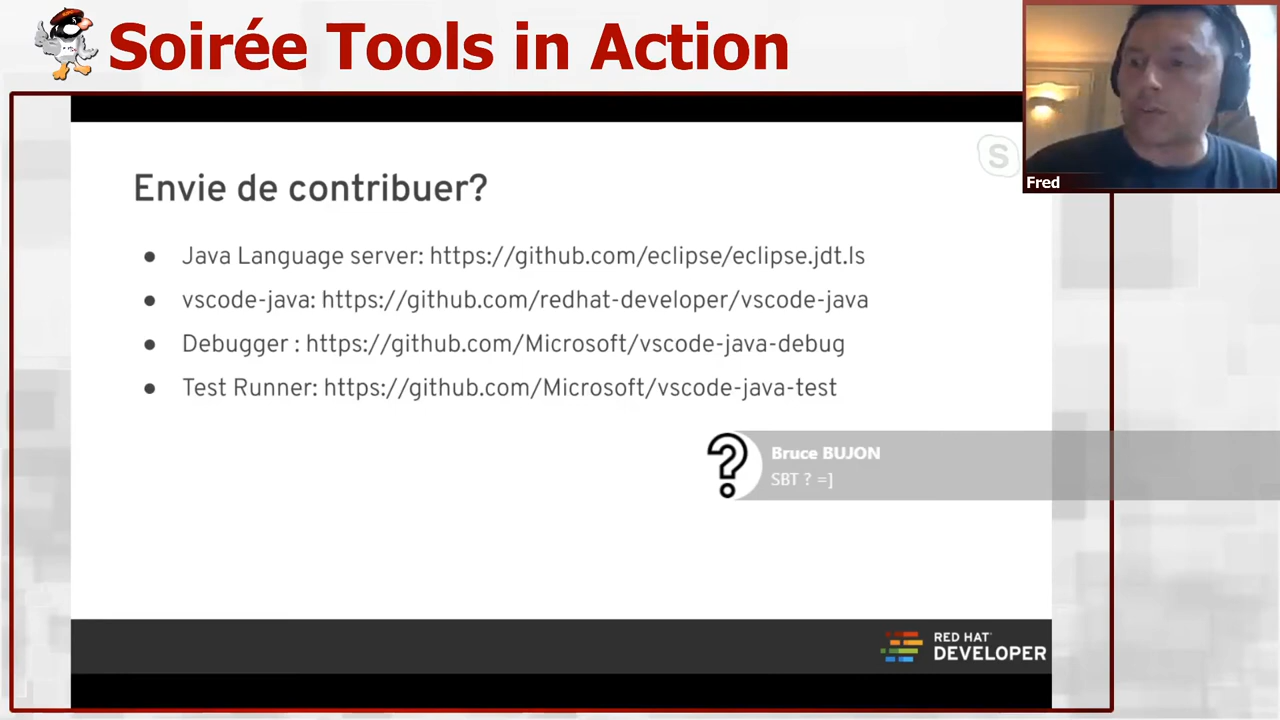 Soirée Tools in Action
Fred
S
Envie de contribuer?
● Java Language server: https://github.com/eclipse/eclipse.jdt.ls
● vscode-java: https://github.com/redhat-developer/vscode-java
● Debugger : https://github.com/Microsoft/vscode-java-debug
● Test Runner: https://github.com/Microsoft/vscode-java-test
?
Bruce BUJON
SBT ? =]
RED HAT
DEVELOPER